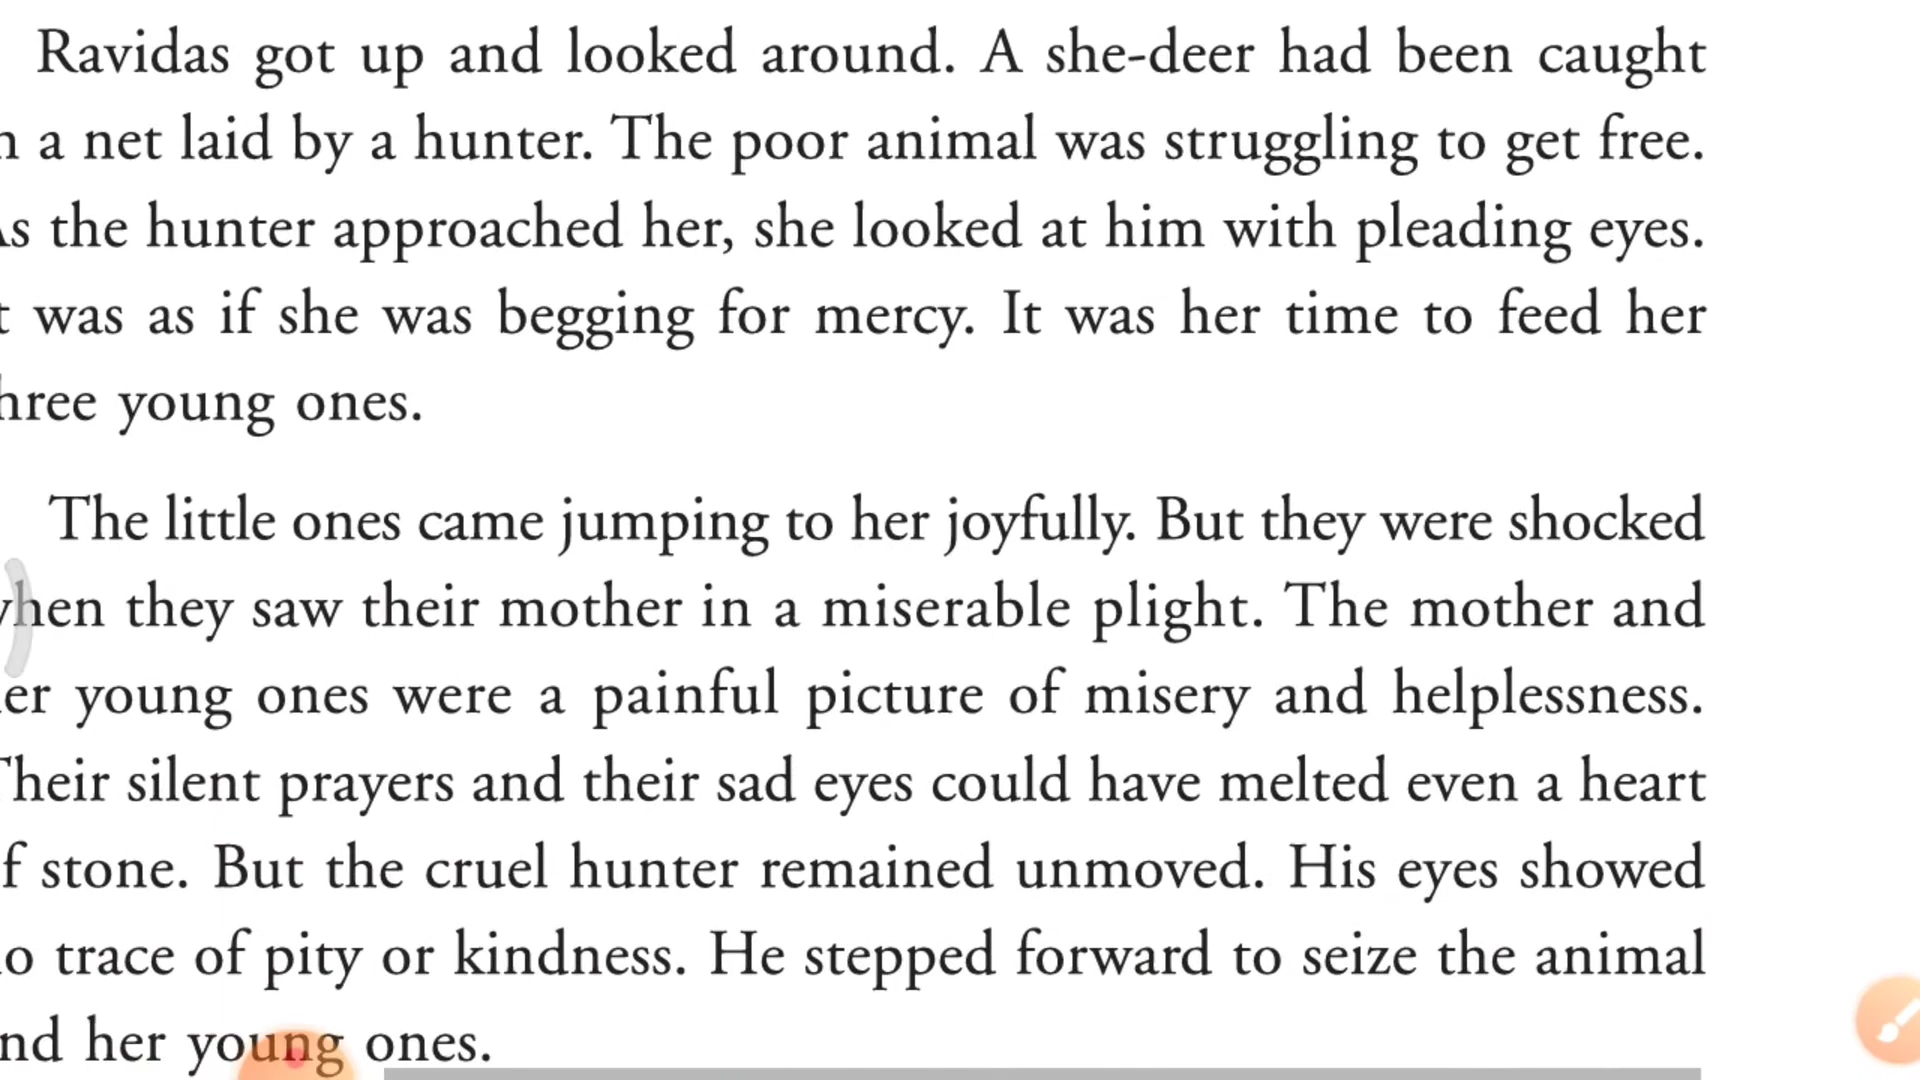 Ravidas got up and looked around. A she-deer had been caught
a net laid by a hunter. The poor animal was struggling to get free.
As the hunter approached her, she looked at him with pleading eyes.
was as if she was begging for mercy. It was her time to feed her
hree young ones.
The little ones came jumping to her joyfully. But they were shocked
when they saw their mother in a miserable plight. The mother and
er young ones were a painful picture of misery and helplessness.
Their silent prayers and their sad eyes could have melted even a heart
f stone. But the cruel hunter remained unmoved. His eyes showed
o trace of pity or kindness. He stepped forward to seize the animal
nd her young ones.